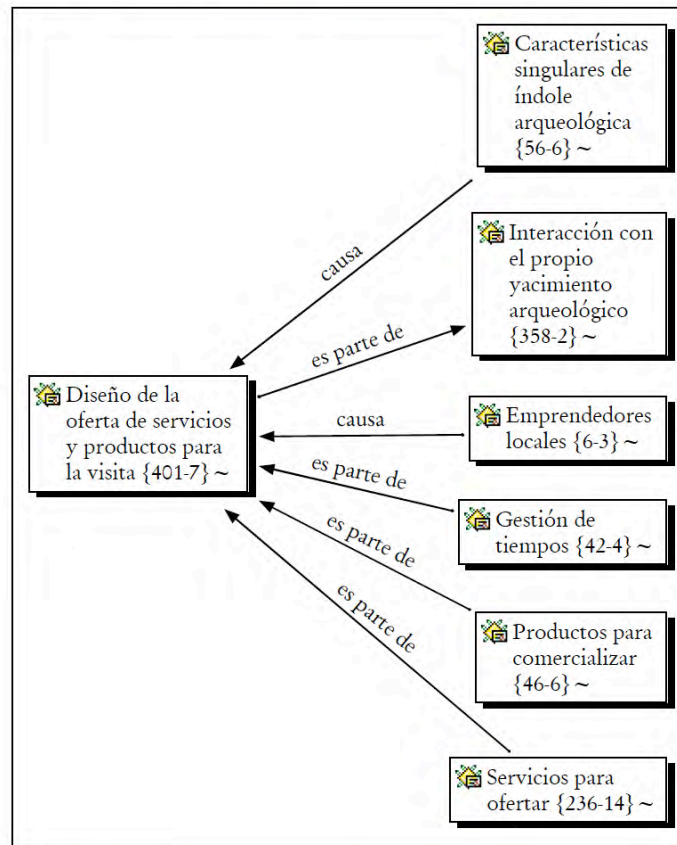 Características
singulares de
índole
arqueológica
{56-6} ~
causa
Interacción con
el propio
yacimiento
arqueológico
{358-2} ~
es parte de
Diseño de la
oferta de servicios
y productos para
la visita {401-7} ~
causa
Emprendedores
locales {6-3} ~
es parte de
Gestión de
tiempos {42-4} ~
es parte de
Productos para
comercializar
{46-6} ~
es parte de
Servicios para
ofertar {236-14} ~